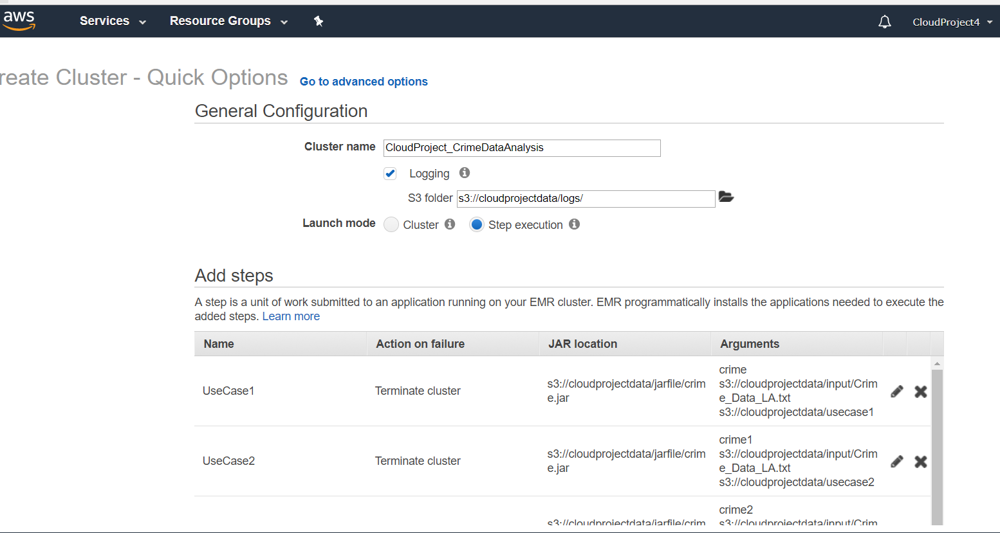 aws
Services
Resource Groups
CloudProject4
reate Cluster - Quick Options
Go to advanced options
General Configuration
Cluster name
CloudProject_CrimeDataAnalysis
Logging
S3 folder
s3://cloudprojectdata/logs/
Launch mode
Cluster
Step execution
Add steps
A step is a unit of work submitted to an application running on your EMR cluster. EMR programmatically installs the applications needed to execute the
added steps. Learn more
Name
Action on failure
JAR location
Arguments
UseCase1
Terminate cluster
s3://cloudprojectdata/jarfile/crim
e.jar
crime
s3://cloudprojectdata/input/Crim
e_Data_LA.txt
s3://cloudprojectdata/usecase1
UseCase2
Terminate cluster
s3://cloudprojectdata/jarfile/crim
e.jar
crime1
s3://cloudprojectdata/input/Crim
e_Data_LA.txt
s3://cloudprojectdata/usecase2
s3://cloudprojectdata/jarfile/crim
crime2
s3://cloudprojectdata/input/Crim